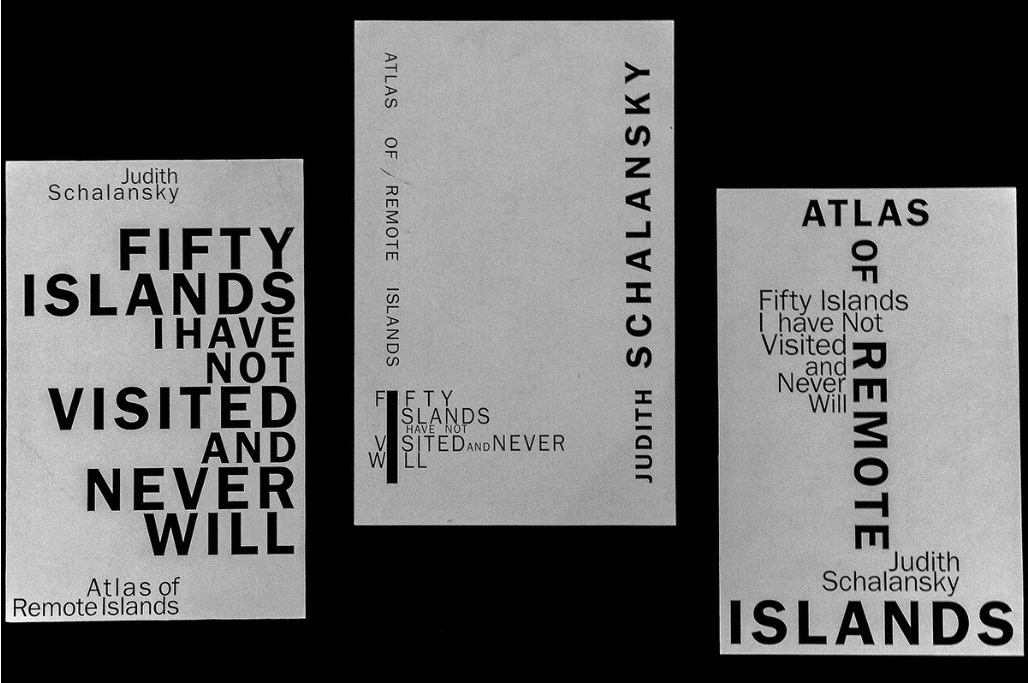 Judith
Schalansky
FIFTY
ISLANDS
I HAVE
NOT
VISITED
AND
NEVER
WILL
Atlas of
Remote Islands
ATLAS OF REMOTE ISLANDS
FIFTY
ISLANDS
I HAVE NOT
VISITED AND NEVER
WILL
JUDITH SCHALANSKY
ATLAS
OF
Fifty Islands
I have Not
Visited
and
Never
Will
REMOTE
Judith
Schalansky
ISLANDS